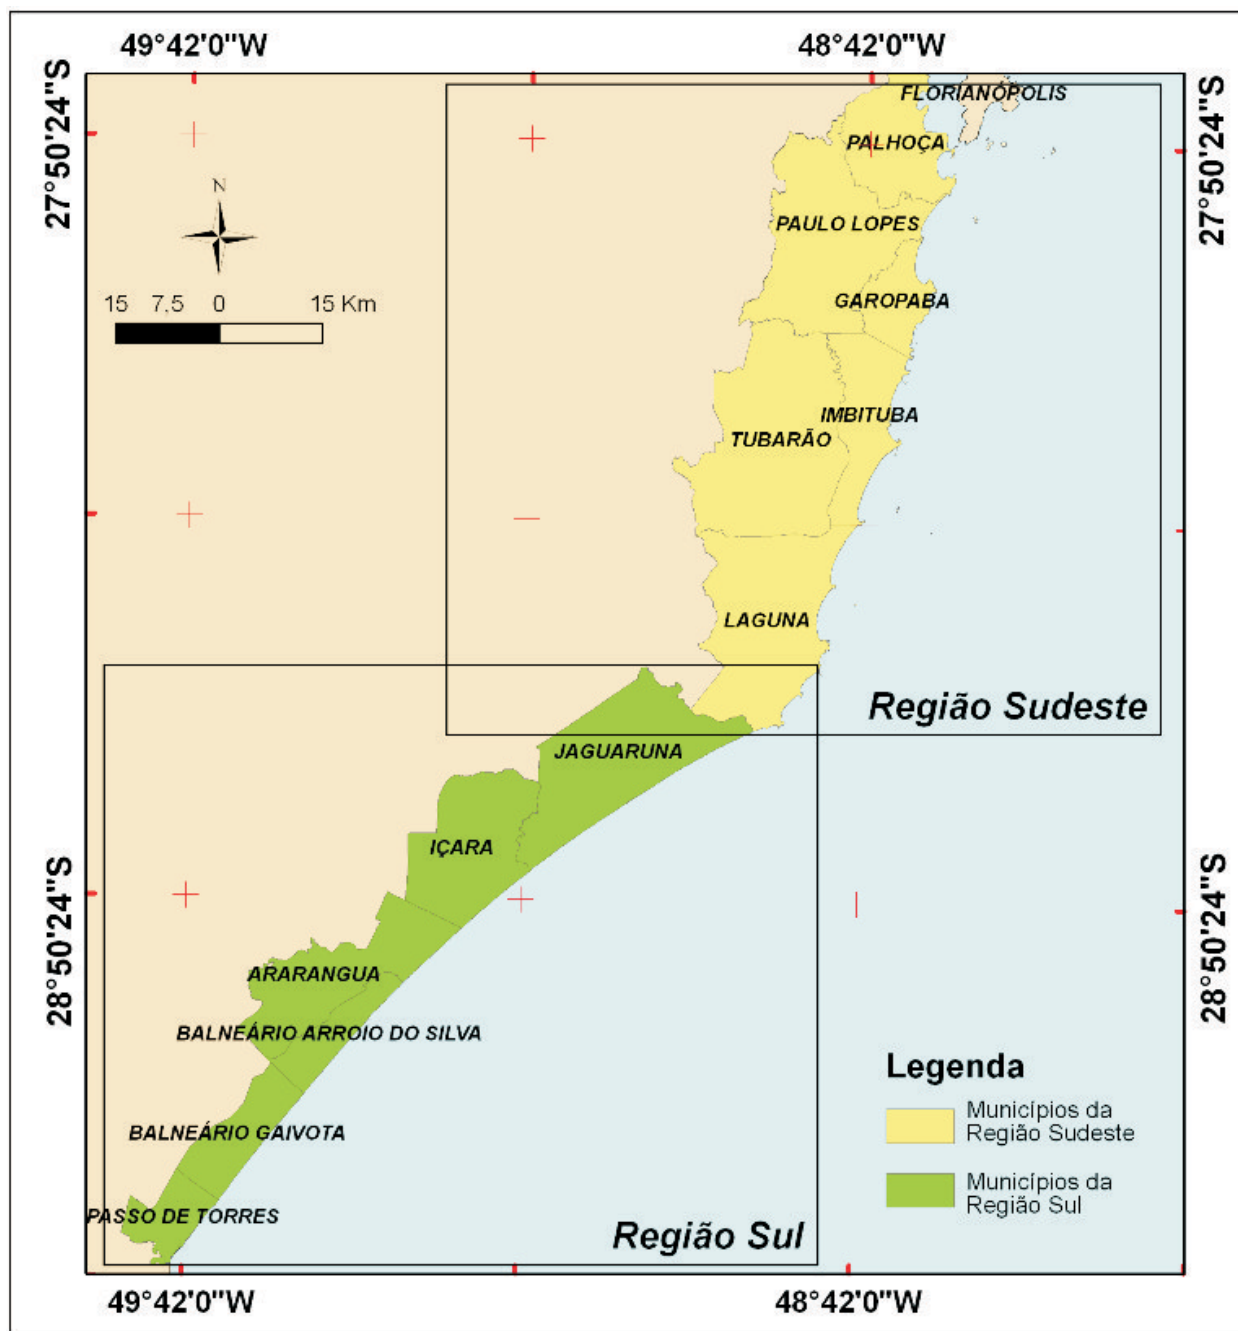 49°42'0"W
48°42'0"W
27°50'24"S
27°50'24"S
FLORIANÓPOLIS
PALHOÇA
N
PAULO LOPES
GAROPABA
15 7,5 0 15 Km
IMBITUBA
TUBARÃO
LAGUNA
Região Sudeste
JAGUARUNA
IÇARA
28°50'24"S
28°50'24"S
ARARANGUA
BALNEÁRIO ARROIO DO SILVA
BALNEÁRIO GAIVOTA
PASSO DE TORRES
Região Sul
Legenda
Municípios da
Região Sudeste
Municípios da
Região Sul
49°42'0"W
48°42'0"W